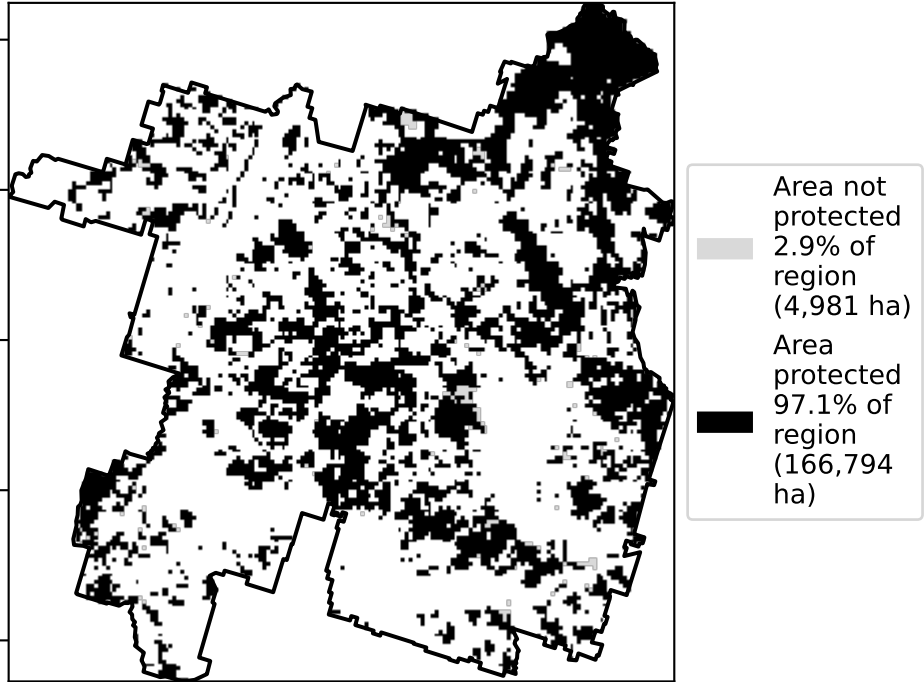 Area not
protected
2.9% of
region
(4,981 ha)
Area
protected
97.1% of
region
(166,794
ha)